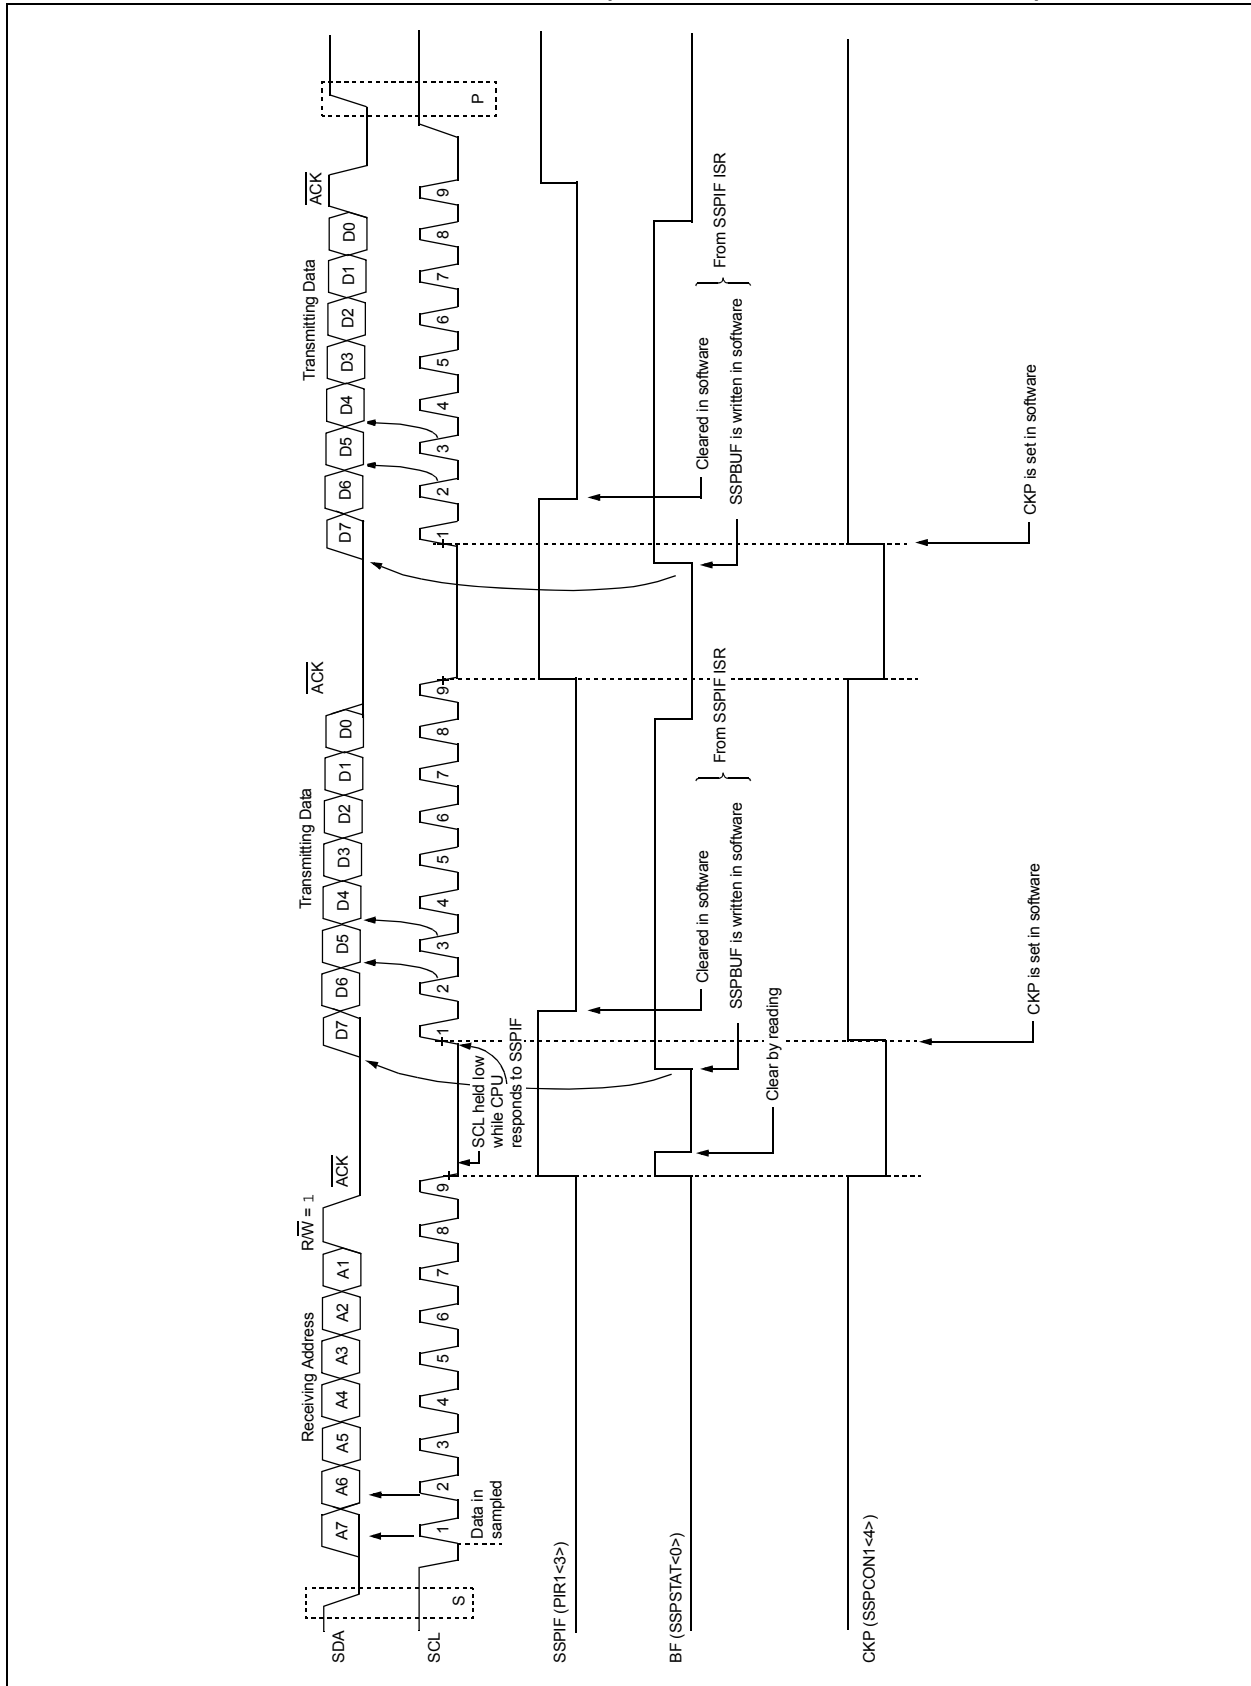 Receiving Address
R/W = 1
ACK
Transmitting Data
ACK
Transmitting Data
ACK
SDA
A7 A6 A5 A4 A3 A2 A1
D7 D6 D5 D4 D3 D2 D1 D0
D7 D6 D5 D4 D3 D2 D1 D0
SCL
S
1 2 3 4 5 6 7 8 9
1 2 3 4 5 6 7 8 9
1 2 3 4 5 6 7 8 9
P
Data in
sampled
SCL held low
while CPU
responds to SSPIF
SSPIF (PIR1<3>)
Cleared in software
Cleared in software
BF (SSPSTAT<0>)
From SSPIF ISR
From SSPIF ISR
SSPBUF is written in software
SSPBUF is written in software
Clear by reading
CKP (SSPCON1<4>)
CKP is set in software
CKP is set in software